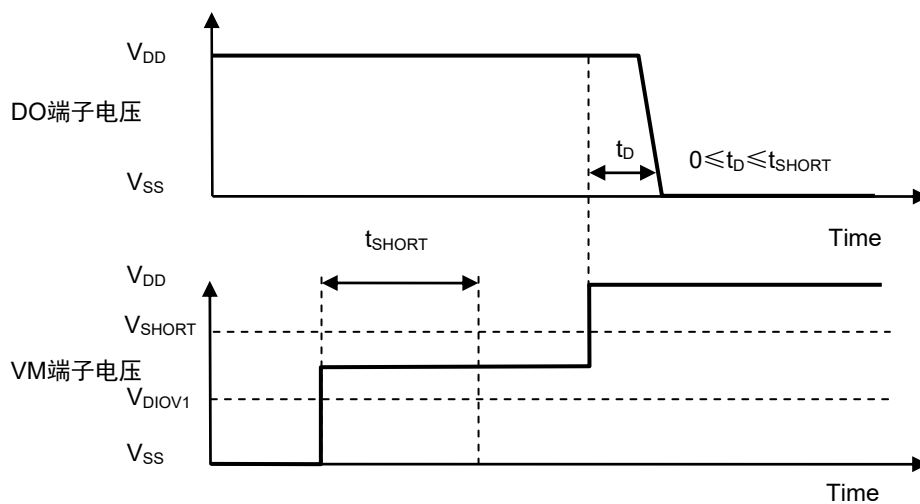 VDD
DO端子电压
tD
0≦tD≦tSHORT
VSS
Time
tSHORT
VDD
VSHORT
VM端子电压
VDIOV1
VSS
Time